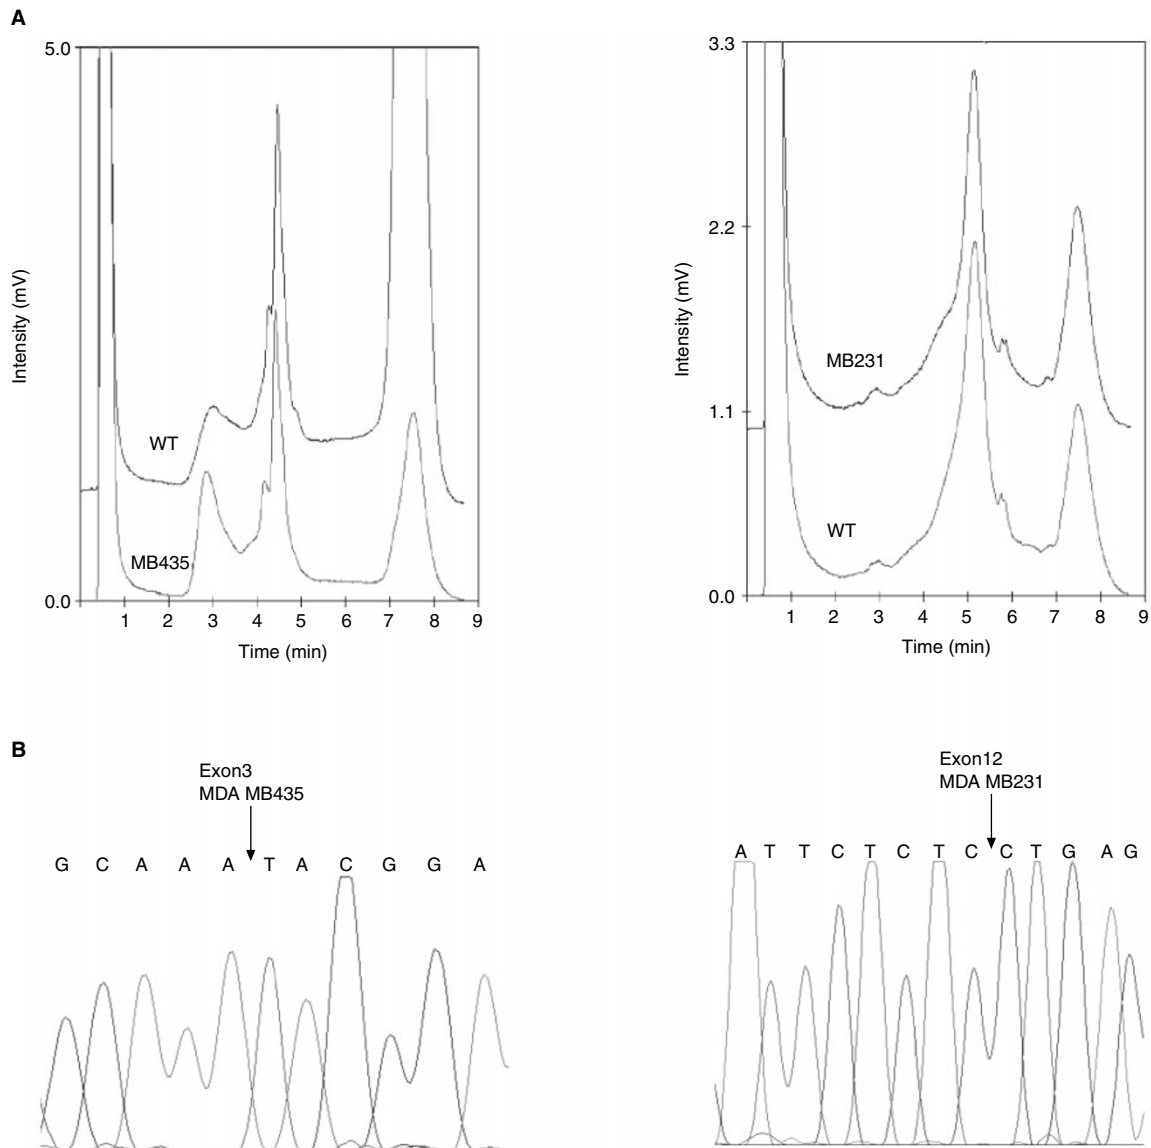 A
5.0
Intensity (mV)
WT
MB435
0.0
1 2 3 4 5 6 7 8 9
Time (min)
3.3
2.2
Intensity (mV)
MB231
1.1
WT
0.0
1 2 3 4 5 6 7 8 9
Time (min)
B
Exon3
MDA MB435
G C A A A T A C G G A
Exon12
MDA MB231
A T T C T C T C C T G A G